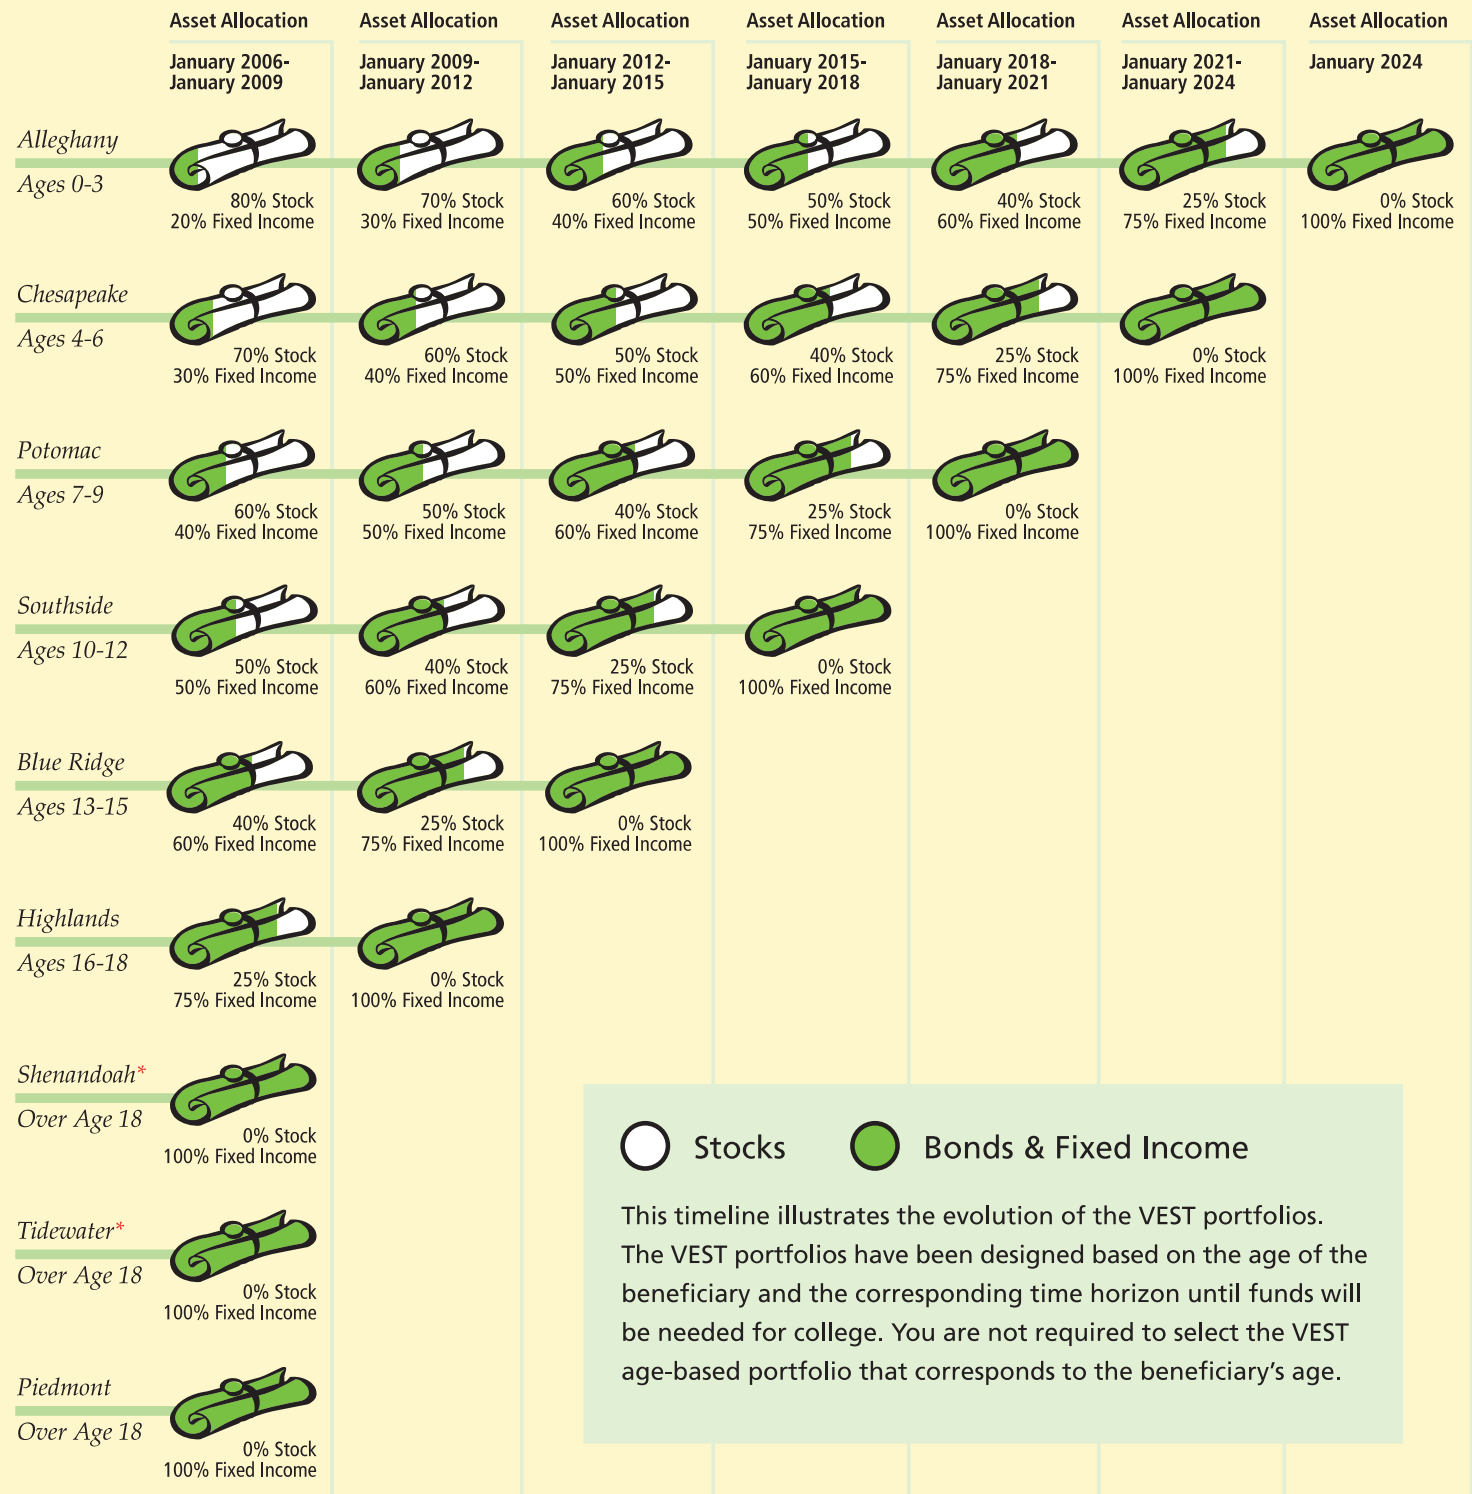 Asset Allocation Asset Allocation Asset Allocation Asset Allocation Asset Allocation Asset Allocation Asset Allocation
January 2006- January 2009- January 2012- January 2015- January 2018- January 2021- January 2024
January 2009 January 2012 January 2015 January 2018 January 2021 January 2024
Alleghany
Ages 0-3
80% Stock 70% Stock 60% Stock 50% Stock 40% Stock 25% Stock 0% Stock
20% Fixed Income 30% Fixed Income 40% Fixed Income 50% Fixed Income 60% Fixed Income 75% Fixed Income 100% Fixed Income
Chesapeake
Ages 4-6
70% Stock 60% Stock 50% Stock 40% Stock 25% Stock 0% Stock
30% Fixed Income 40% Fixed Income 50% Fixed Income 60% Fixed Income 75% Fixed Income 100% Fixed Income
Potomac
Ages 7-9
60% Stock 50% Stock 40% Stock 25% Stock 0% Stock
40% Fixed Income 50% Fixed Income 60% Fixed Income 75% Fixed Income 100% Fixed Income
Southside
Ages 10-12
50% Stock 40% Stock 25% Stock 0% Stock
50% Fixed Income 60% Fixed Income 75% Fixed Income 100% Fixed Income
Blue Ridge
Ages 13-15
40% Stock 25% Stock 0% Stock
60% Fixed Income 75% Fixed Income 100% Fixed Income
Highlands
Ages 16-18
25% Stock 0% Stock
75% Fixed Income 100% Fixed Income
Shenandoah*
Over Age 18
0% Stock
100% Fixed Income
Tidewater*
Over Age 18
0% Stock
100% Fixed Income
Piedmont
Over Age 18
0% Stock
100% Fixed Income
Stocks Bonds & Fixed Income
This timeline illustrates the evolution of the VEST portfolios.
The VEST portfolios have been designed based on the age of the
beneficiary and the corresponding time horizon until funds will
be needed for college. You are not required to select the VEST
age-based portfolio that corresponds to the beneficiary's age.